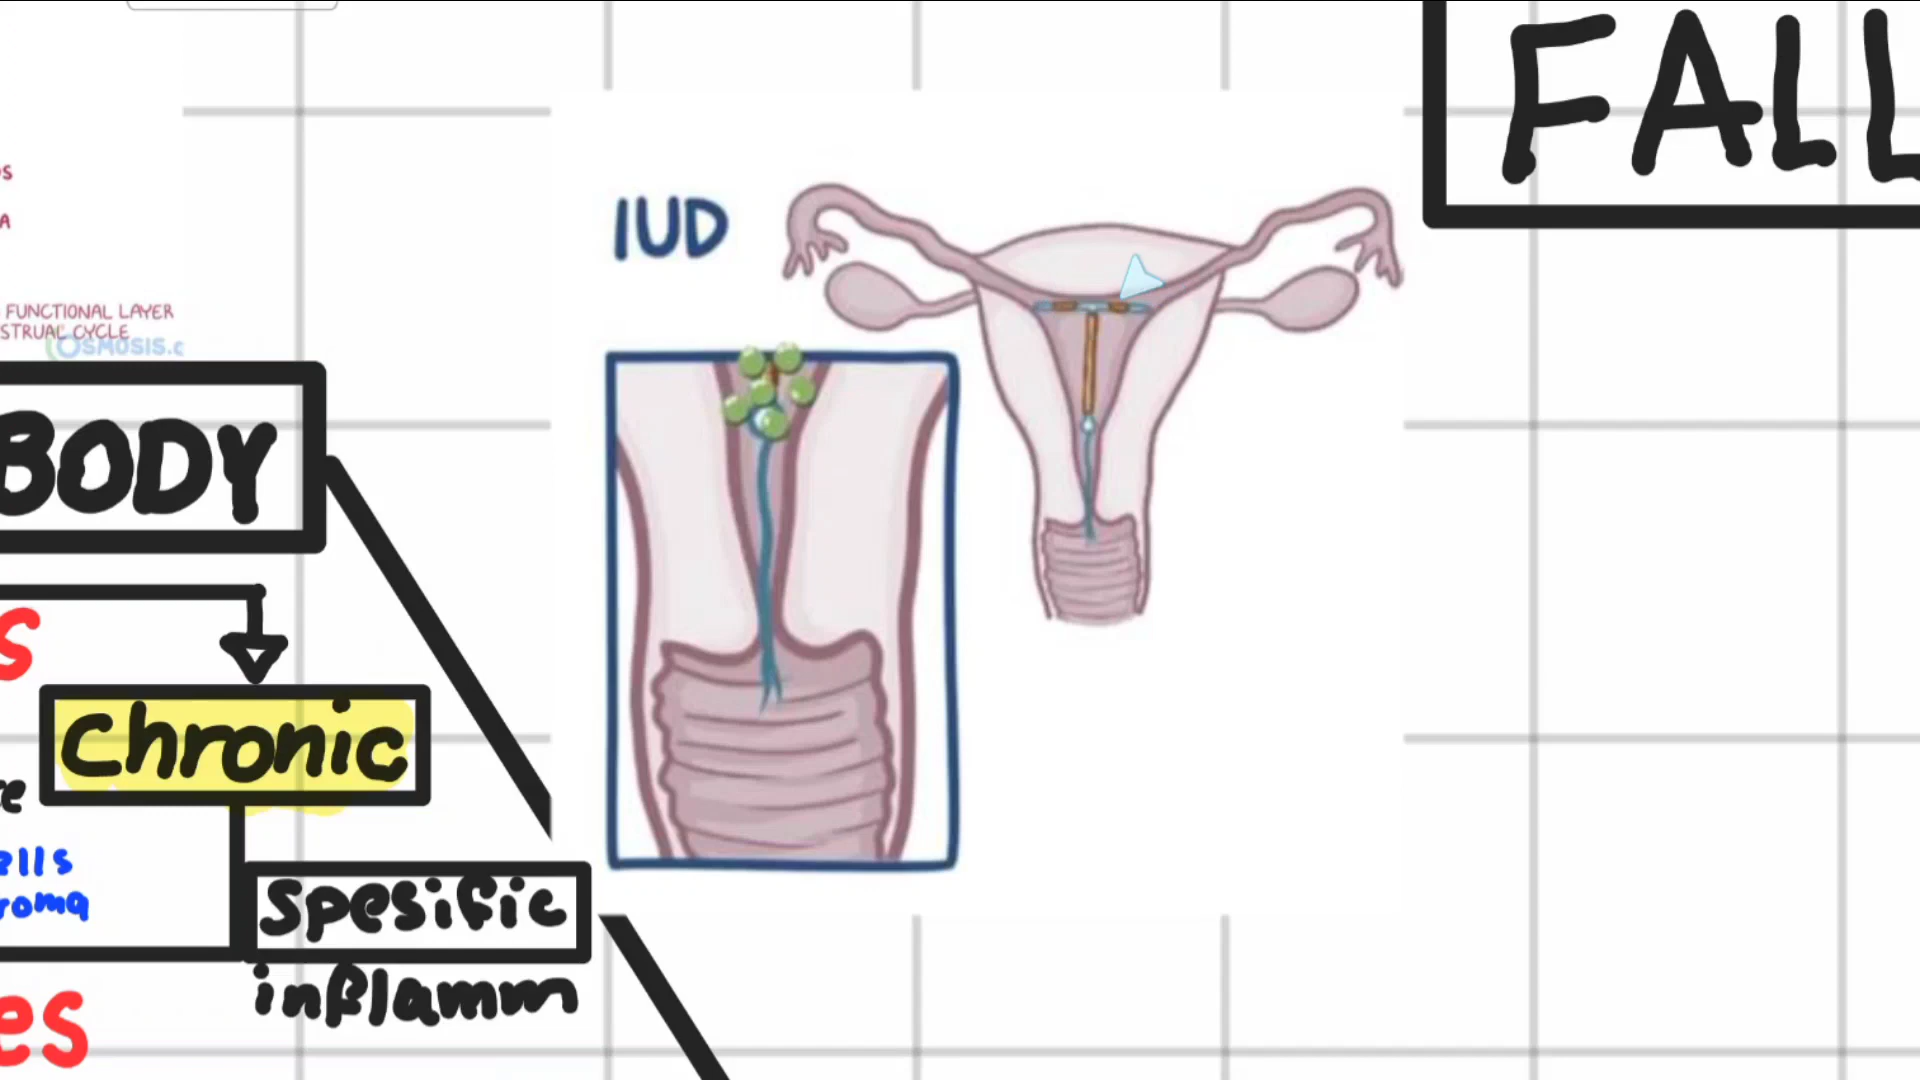 FALL
IUD
FUNCTIONAL LAYER
STRUAL CYCLE
OSMOSIS.C
BODY
chronic
ells
roma
spesific
inflamm
es